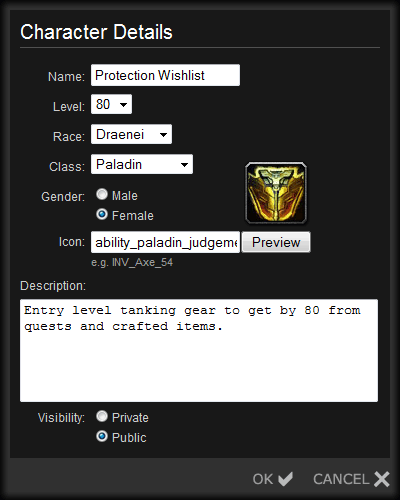 Character Details
Name: Protection Wishlist
Level: 80
Race: Draenei
Class: Paladin
Gender: Male
Female
Icon: ability_paladin_judgeme Preview
e.g. INV_Axe_54
Description:
Entry level tanking gear to get by 80 from
quests and crafted items.
Visibility: Private
Public
OK CANCEL